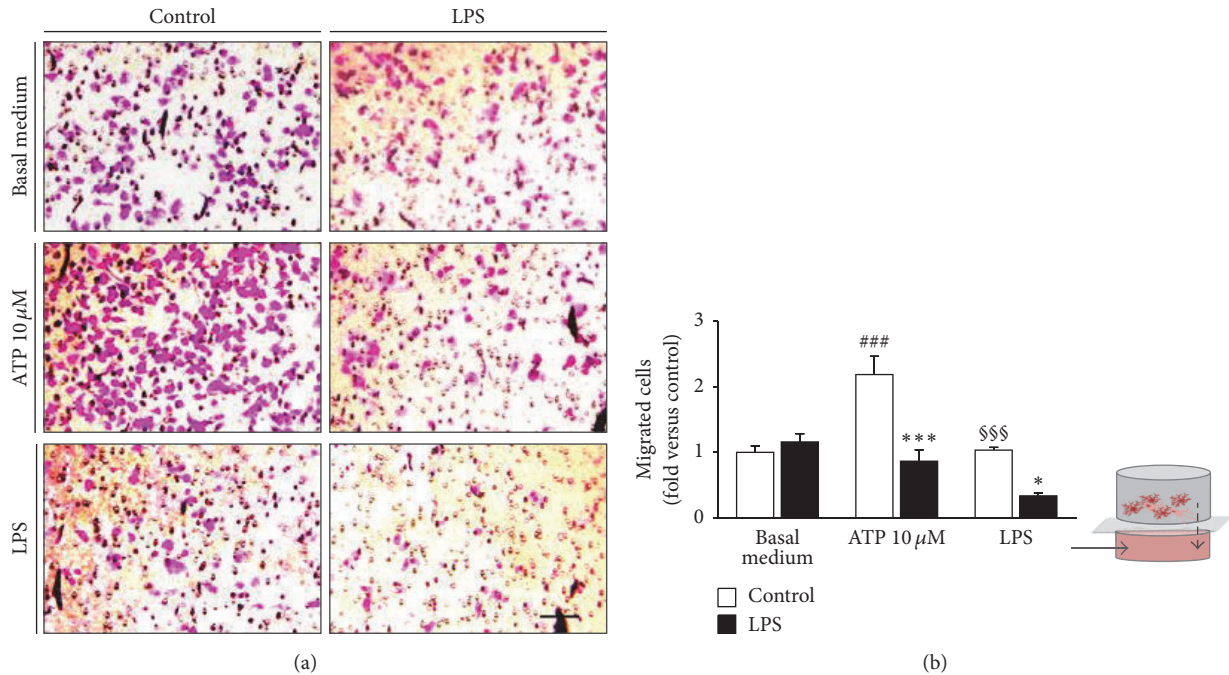 Control
LPS
Basal medium
ATP 10 μM
LPS
(a)
Migrated cells
(fold versus control)
3
2
1
0
###
***
§§§
*
Basal
medium
ATP 10 μM
LPS
Control
LPS
(b)